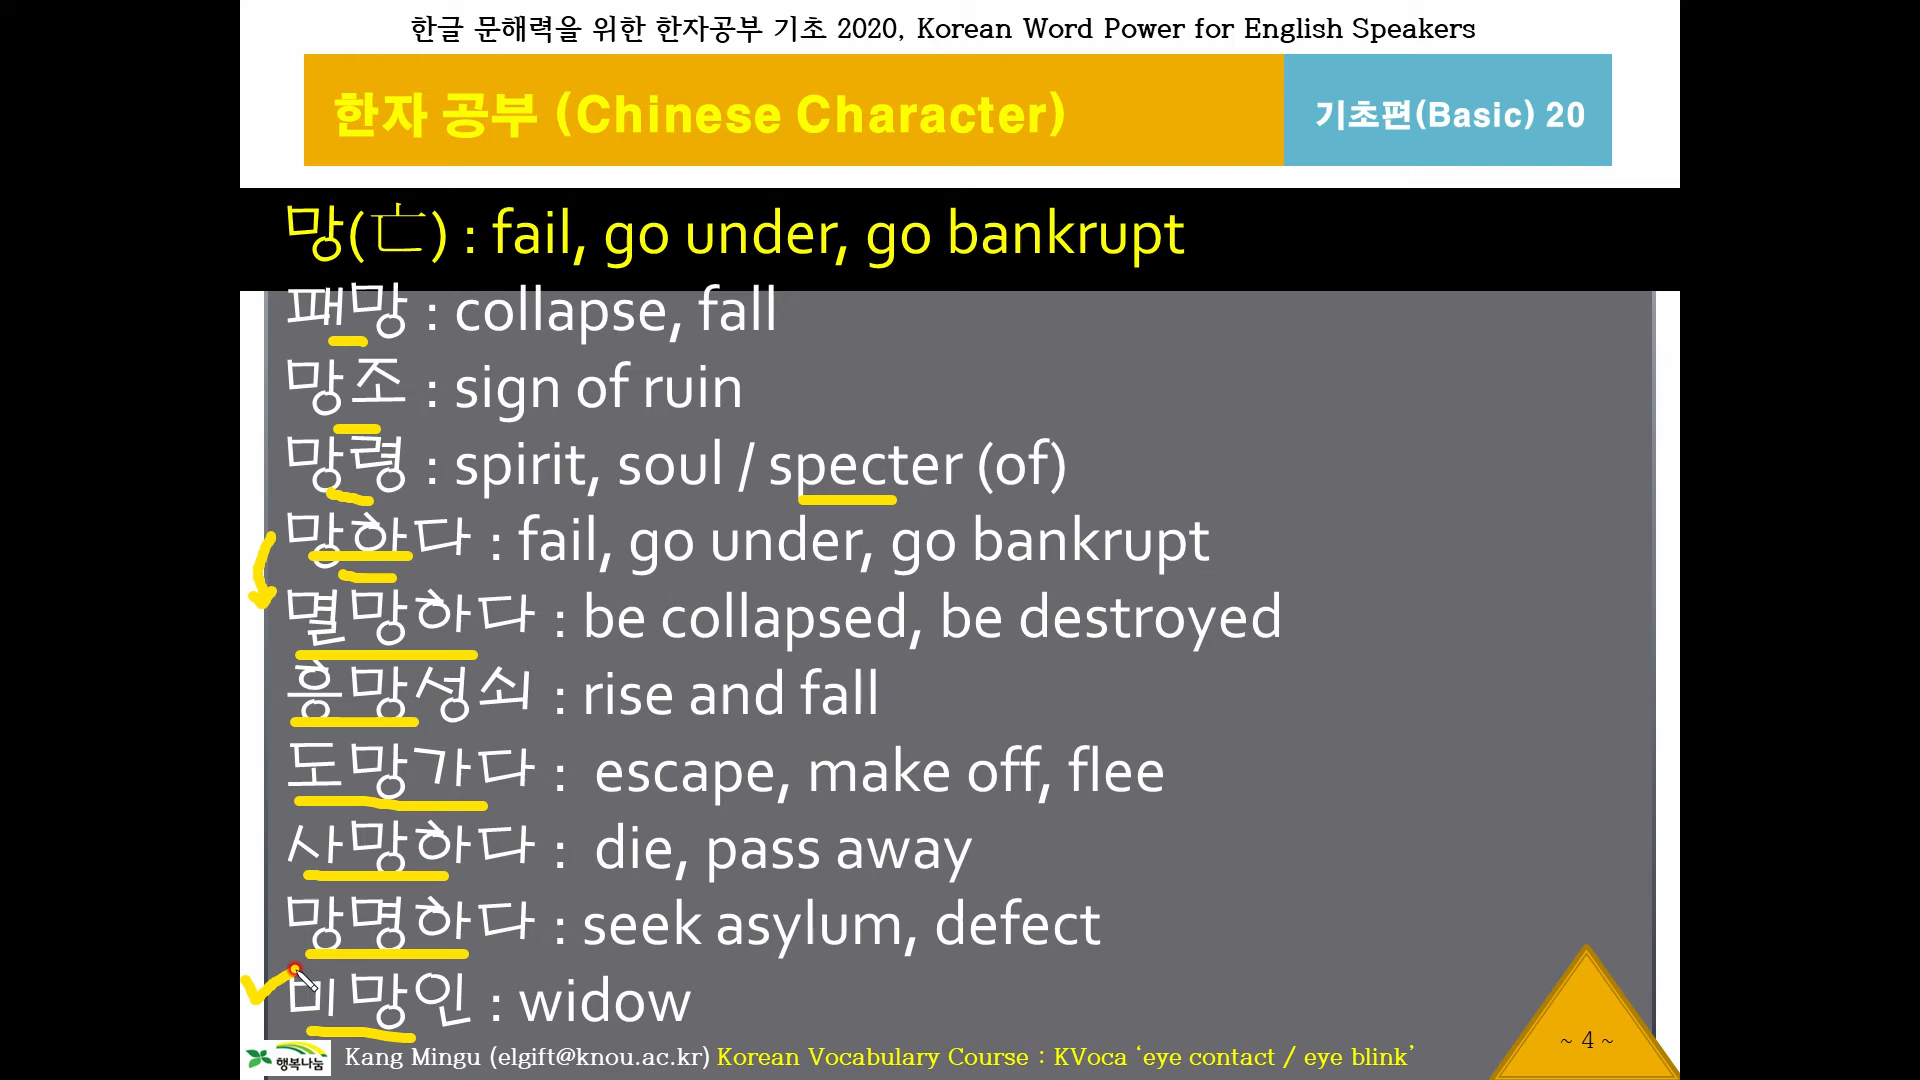 한글 문해력을 위한 한자공부 기초 2020, Korean Word Power for English Speakers
한자 공부 (Chinese Character)
기초편(Basic) 20
망(亡) : fail, go under, go bankrupt
패망 : collapse, fall
망조 : sign of ruin
망령 : spirit, soul / specter (of)
망하다 : fail, go under, go bankrupt
멸망하다 : be collapsed, be destroyed
흥망성쇠 : rise and fall
도망가다 : escape, make off, flee
사망하다 : die, pass away
망명하다 : seek asylum, defect
미망인 : widow
~ 4 ~
행복나눔
Kang Mingu (elgift@knou.ac.kr) Korean Vocabulary Course : KVoca ‘eye contact / eye blink’